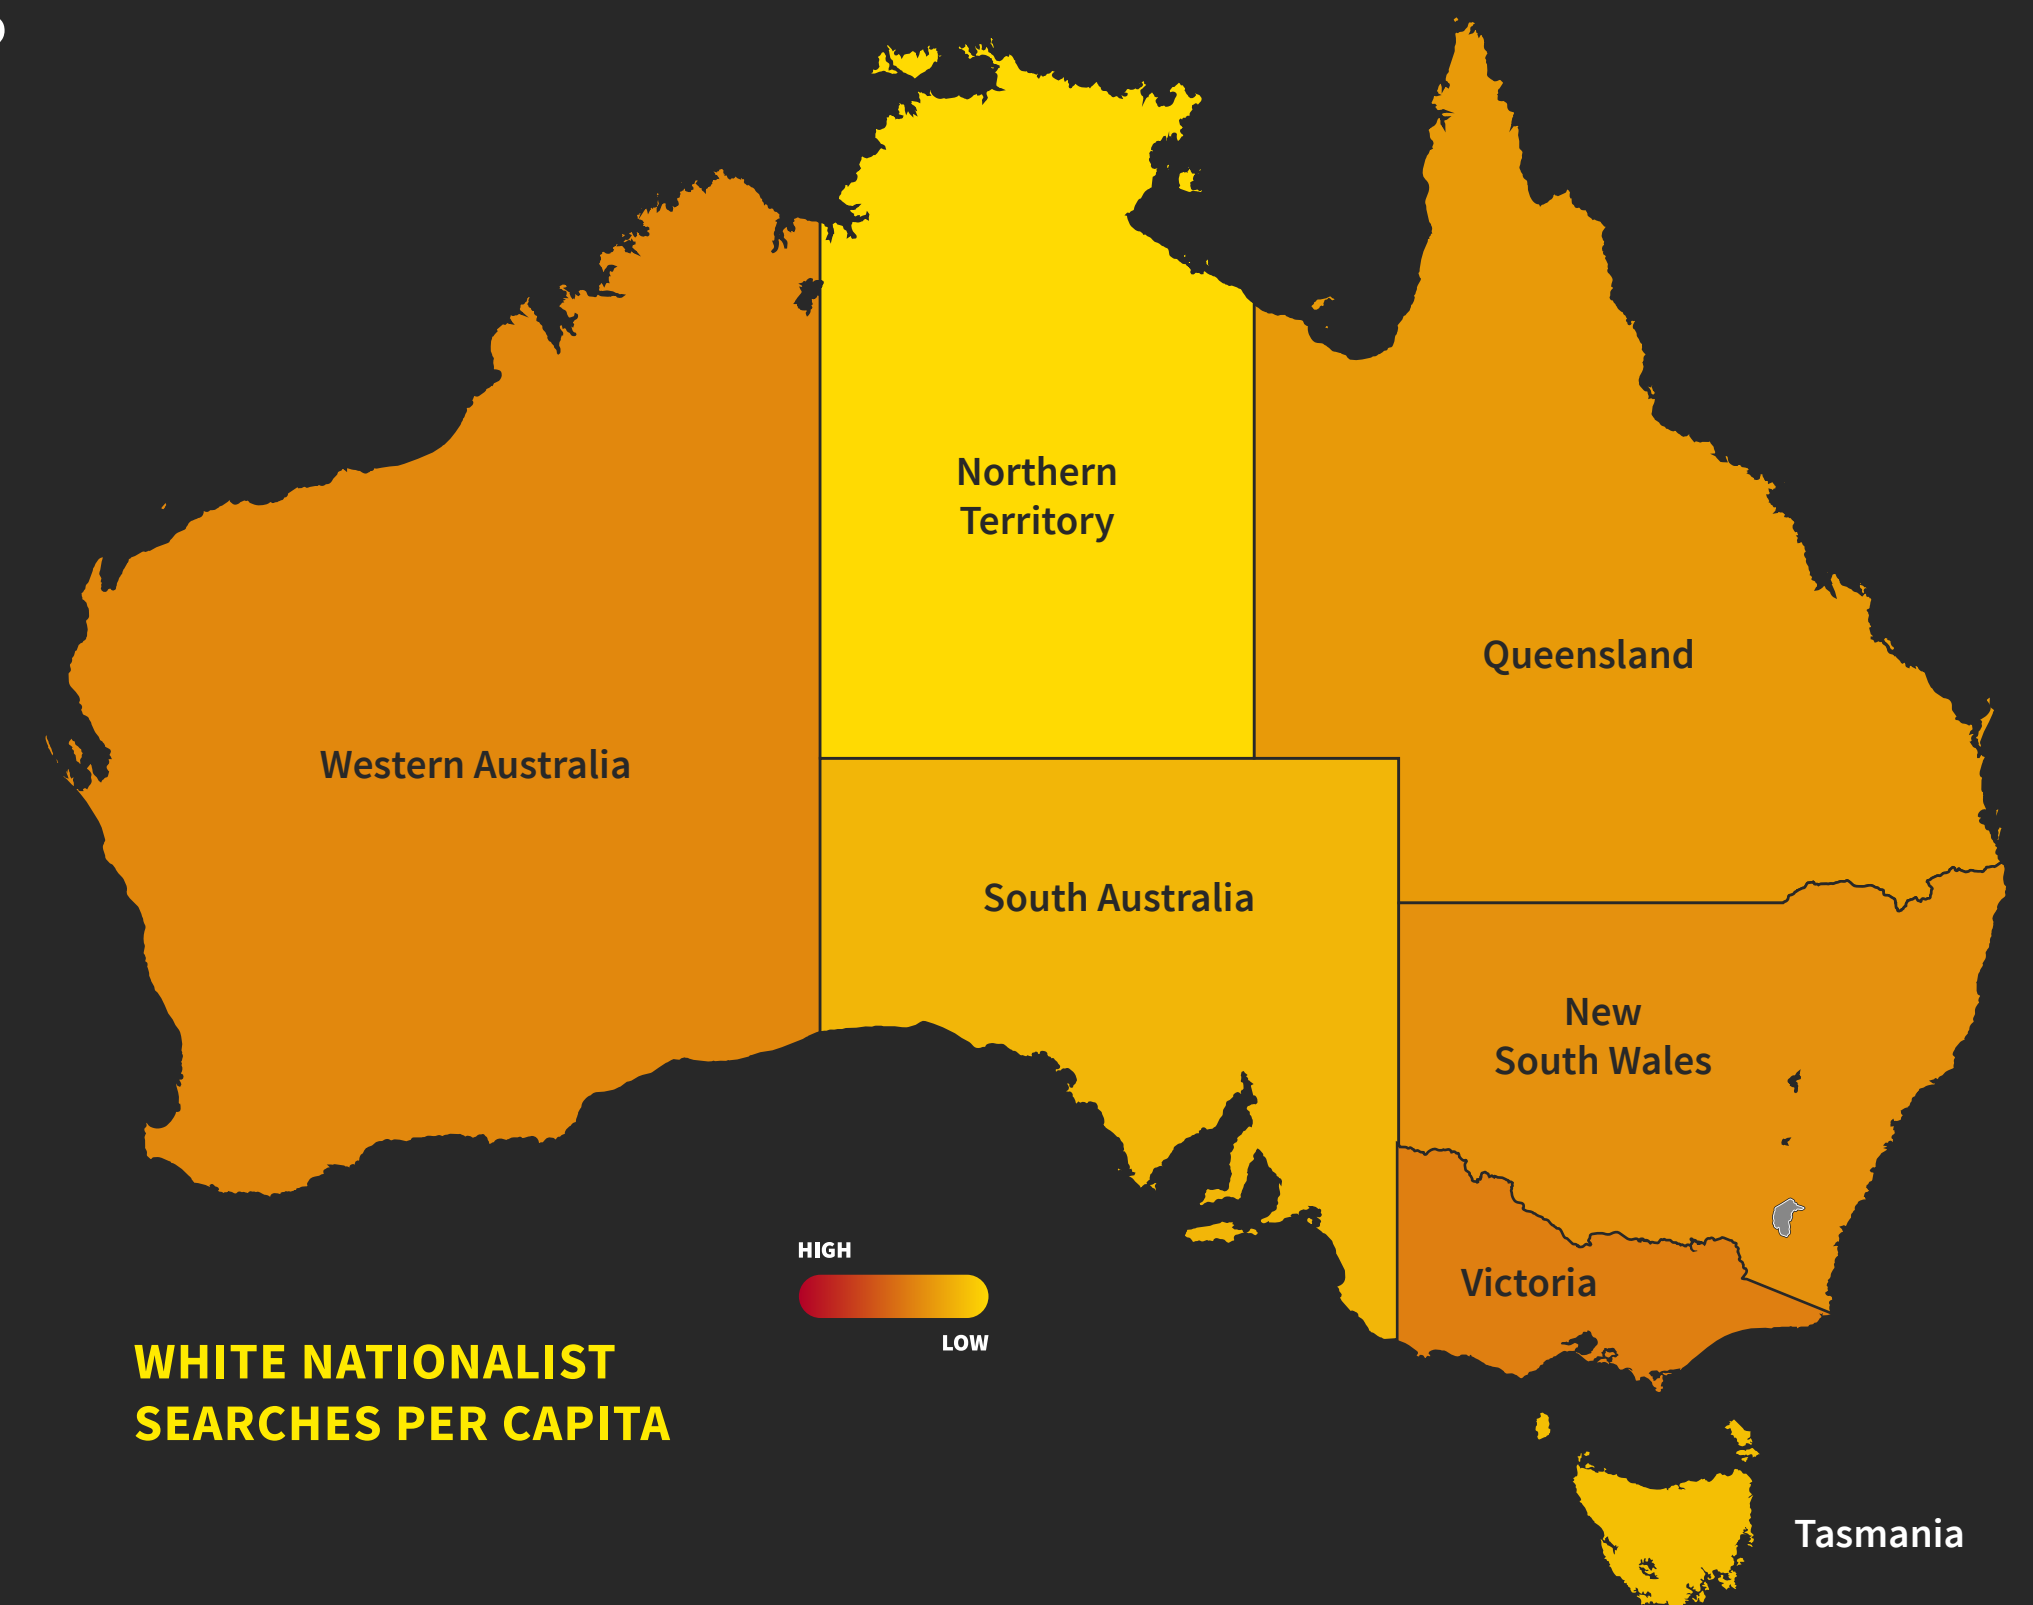 Northern
Territory
Queensland
Western Australia
South Australia
New
South Wales
HIGH
Victoria
LOW
WHITE NATIONALIST
SEARCHES PER CAPITA
Tasmania